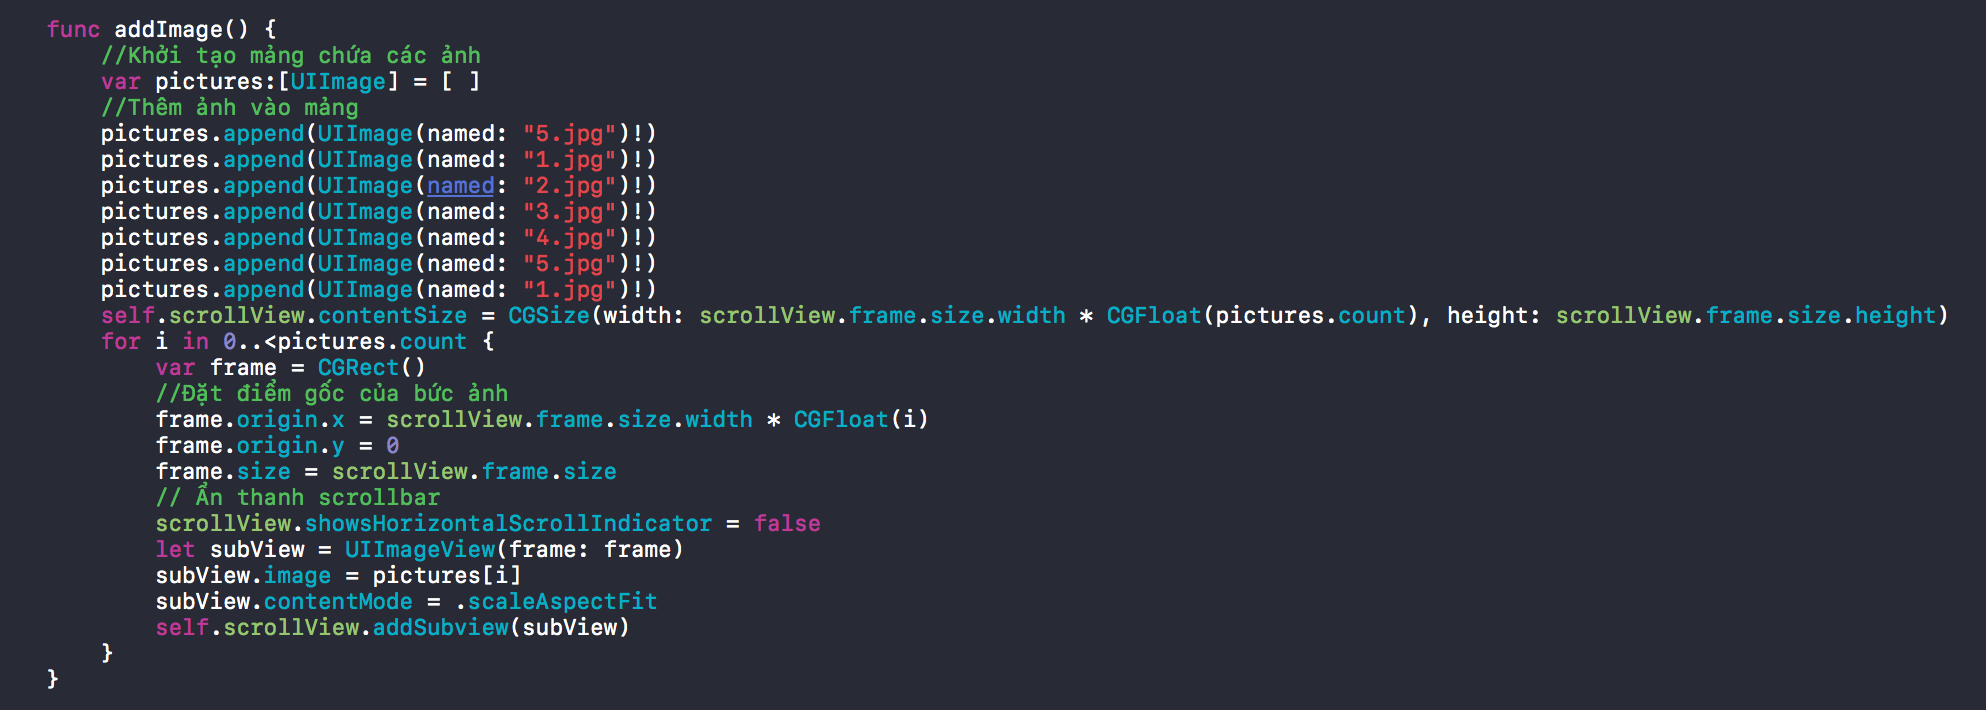 func addImage() {
//Khởi tạo mảng chứa các ảnh
var pictures:[UIImage] = [ ]
//Thêm ảnh vào mảng
pictures.append(UIImage(named: "5.jpg")!)
pictures.append(UIImage(named: "1.jpg")!)
pictures.append(UIImage(named: "2.jpg")!)
pictures.append(UIImage(named: "3.jpg")!)
pictures.append(UIImage(named: "4.jpg")!)
pictures.append(UIImage(named: "5.jpg")!)
pictures.append(UIImage(named: "1.jpg")!)
self.scrollView.contentSize = CGSize(width: scrollView.frame.size.width * CGFloat(pictures.count), height: scrollView.frame.size.height)
for i in 0..<pictures.count {
var frame = CGRect()
//Đặt điểm gốc của bức ảnh
frame.origin.x = scrollView.frame.size.width * CGFloat(i)
frame.origin.y = 0
frame.size = scrollView.frame.size
// Ẩn thanh scrollbar
scrollView.showsHorizontalScrollIndicator = false
let subView = UIImageView(frame: frame)
subView.image = pictures[i]
subView.contentMode = .scaleAspectFit
self.scrollView.addSubview(subView)
}
}